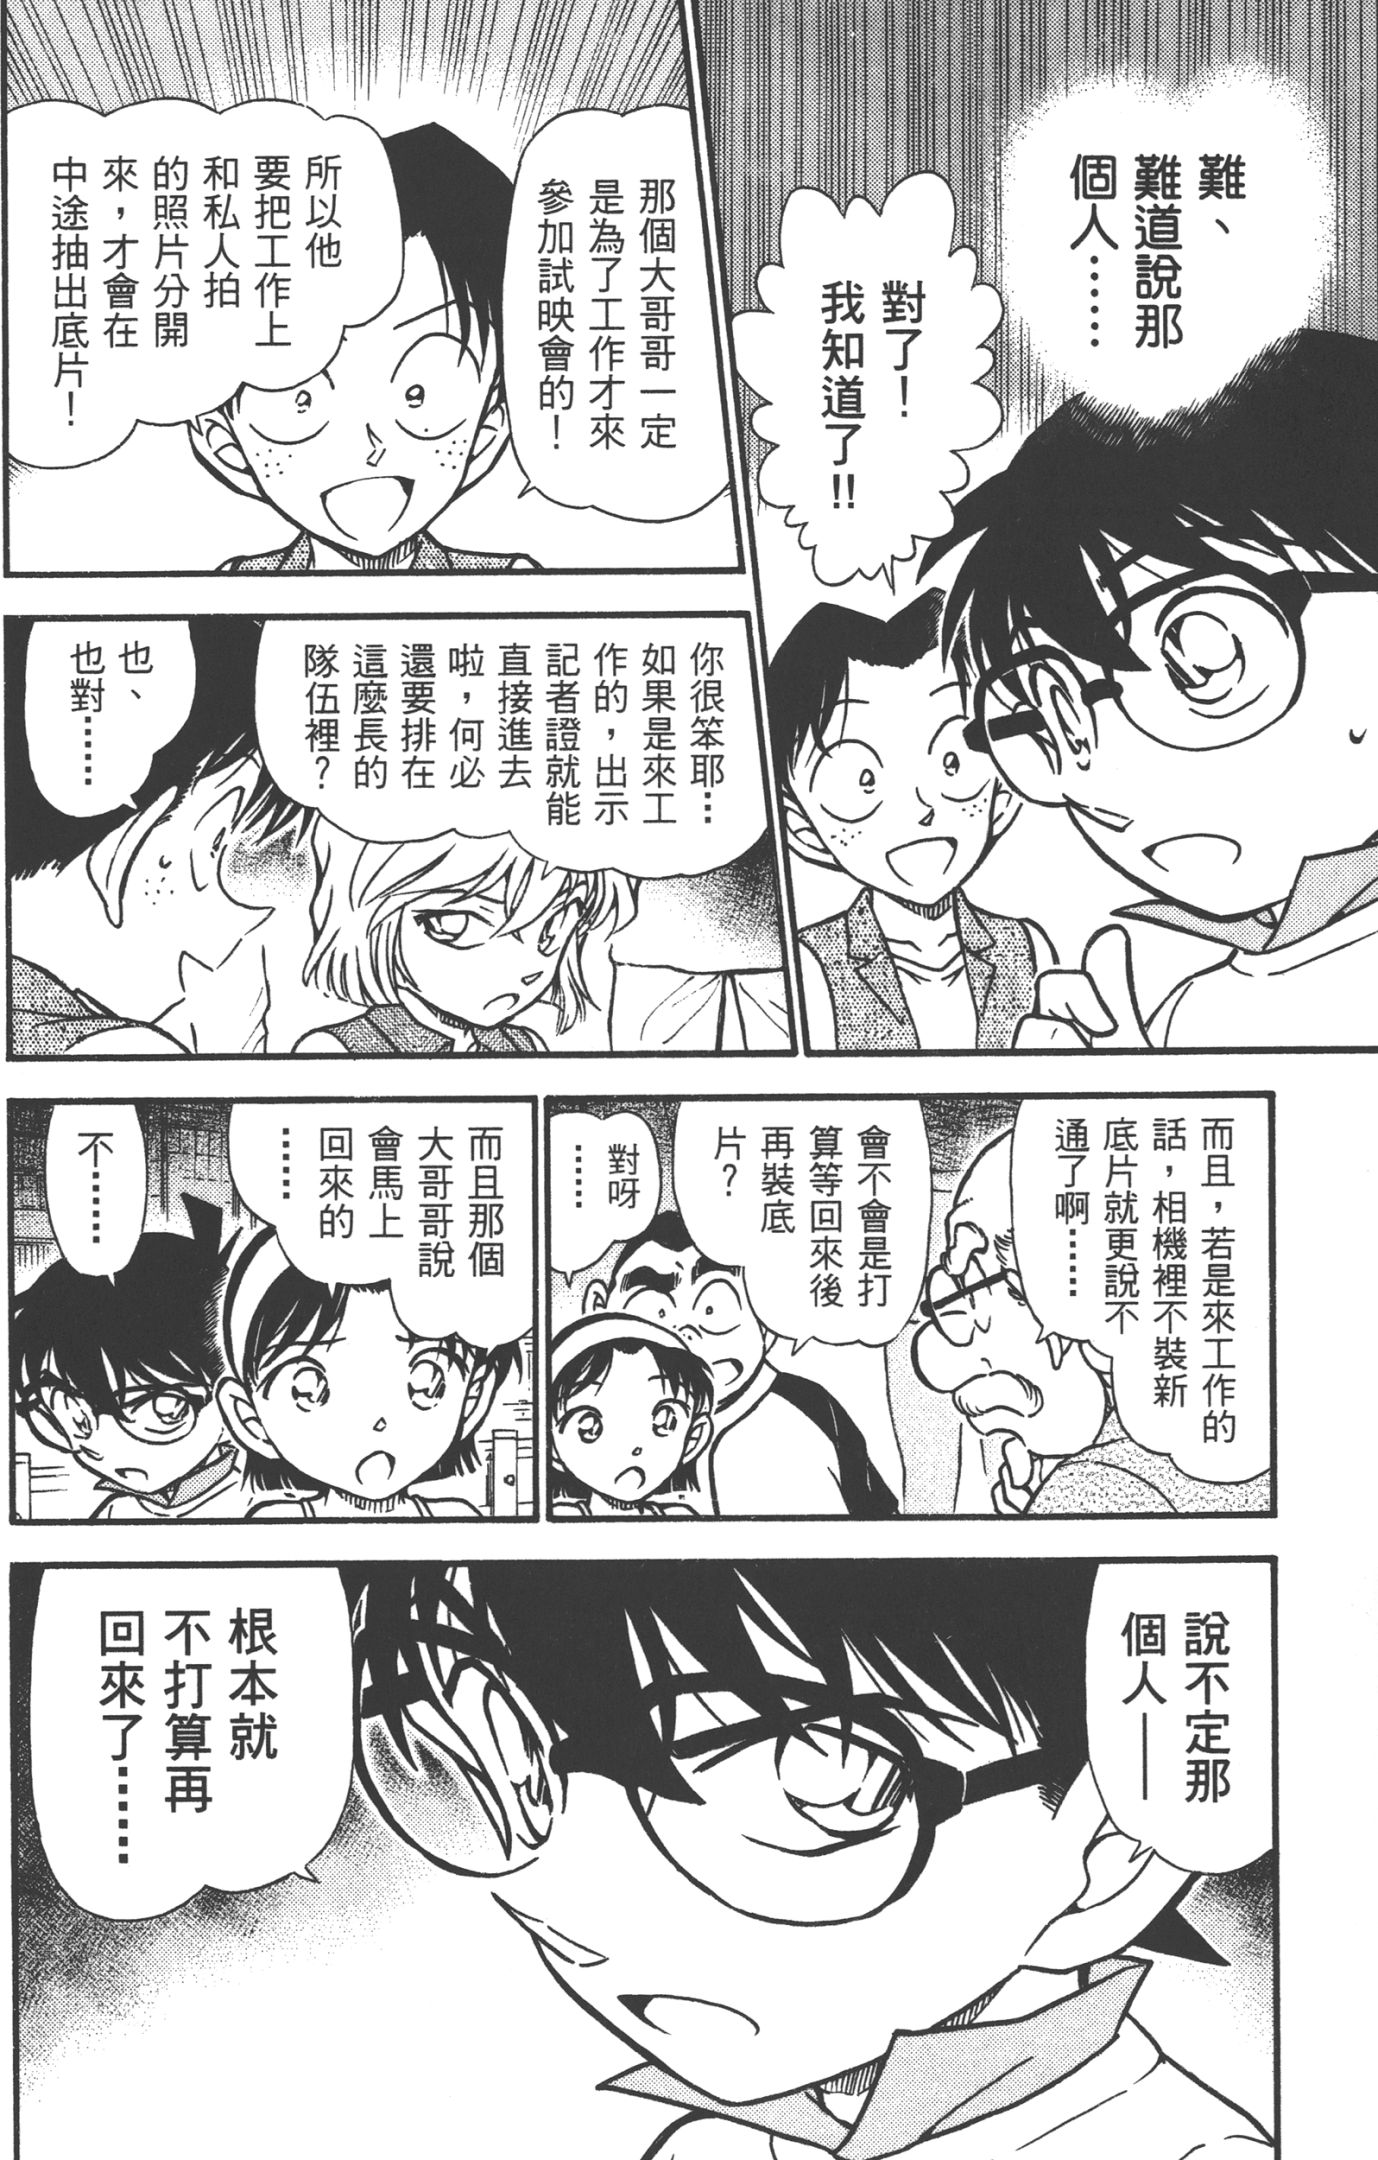 難、
難道說那
個人⋯⋯
對了！
我知道了!!
那個大哥哥一定
是為了工作才來
參加試映會的！
所以他
要把工作上
和私人拍
的照片分開
來，才會在
中途抽出底片！
你很笨耶⋯
如果是來工
作的，出示
記者證就能
直接進去
啦，何必
還要排在
這麼長的
隊伍裡？
也、
也對⋯⋯
而且，若是來工作的
話，相機裡不裝新
底片就更說不
通了啊⋯⋯
會不會是打
算等回來後
再裝底
片？
對呀
⋯⋯
而且那個
大哥哥說
會馬上
回來的
⋯⋯
不⋯⋯
說不定那
個人——
根本就
不打算再
回來了⋯⋯